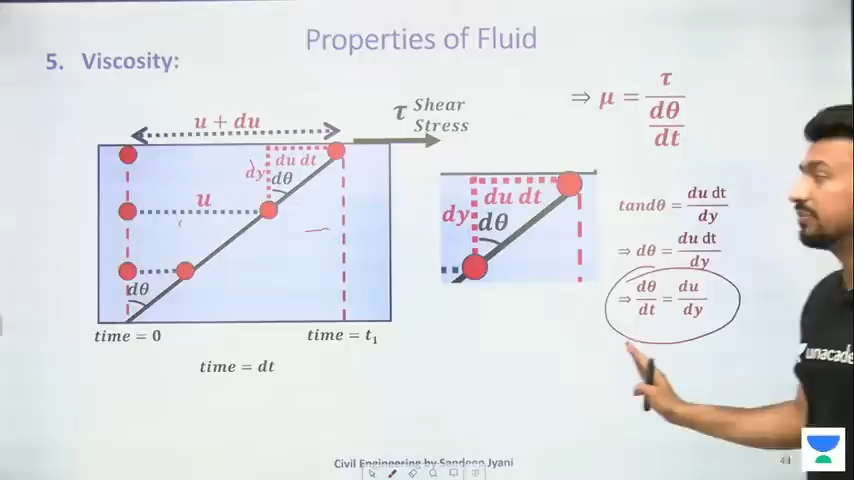 Properties of Fluid
5. Viscosity:
u + du
τ Shear
Stress
⇒ μ = τ / (dθ / dt)
dy
du dt
dθ
u
dθ
time = 0
time = t₁
time = dt
dy
du dt
dθ
tandθ = du dt / dy
⇒ dθ = du dt / dy
⇒ dθ / dt = du / dy
unacade
Civil Engineering by Sandeep Jyani